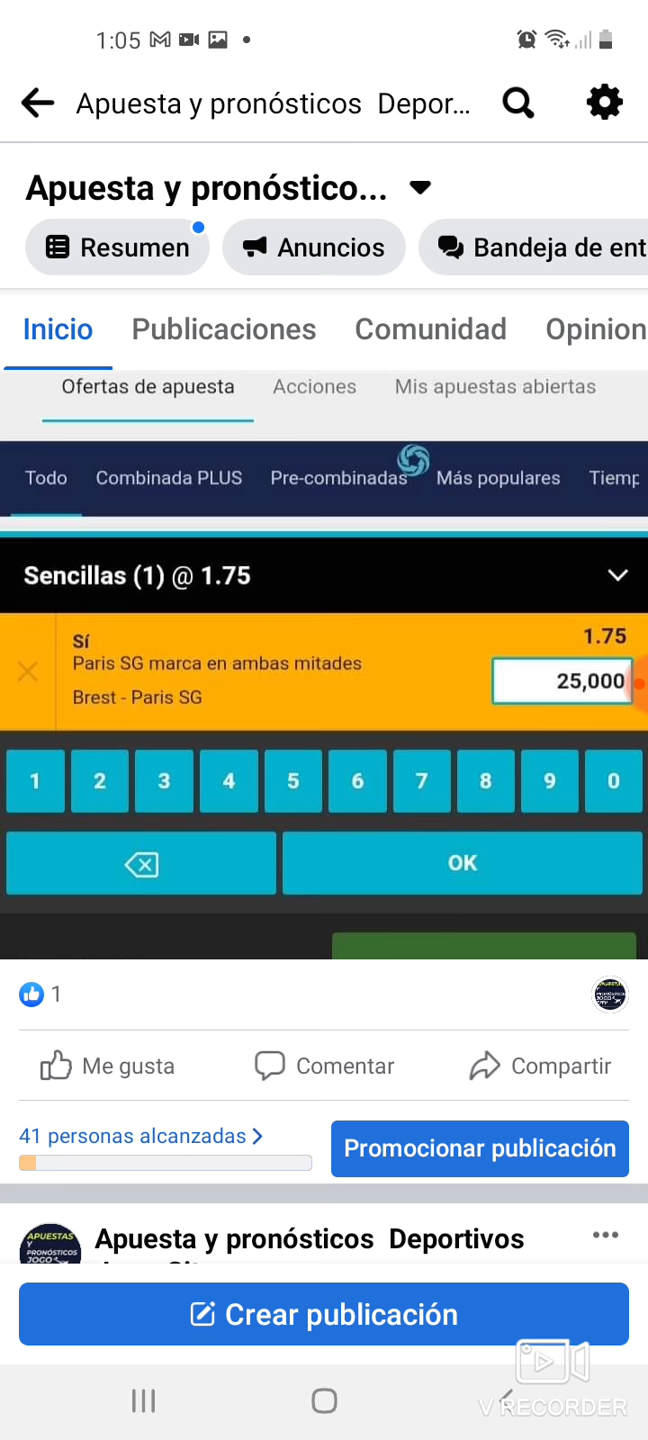 1:05
Apuesta y pronósticos Depor...
Apuesta y pronóstico...
Resumen
Anuncios
Bandeja de ent
Inicio
Publicaciones
Comunidad
Opinion
Ofertas de apuesta
Acciones
Mis apuestas abiertas
Todo
Combinada PLUS
Pre-combinadas
Más populares
Tiemp
Sencillas (1) @ 1.75
Sí
1.75
Paris SG marca en ambas mitades
25,000
Brest - Paris SG
1 2 3 4 5 6 7 8 9 0
OK
1
Me gusta
Comentar
Compartir
41 personas alcanzadas
Promocionar publicación
APUESTAS
Y
PRONÓSTICOS
JOGO
Apuesta y pronósticos Deportivos
Crear publicación
V RECORDER